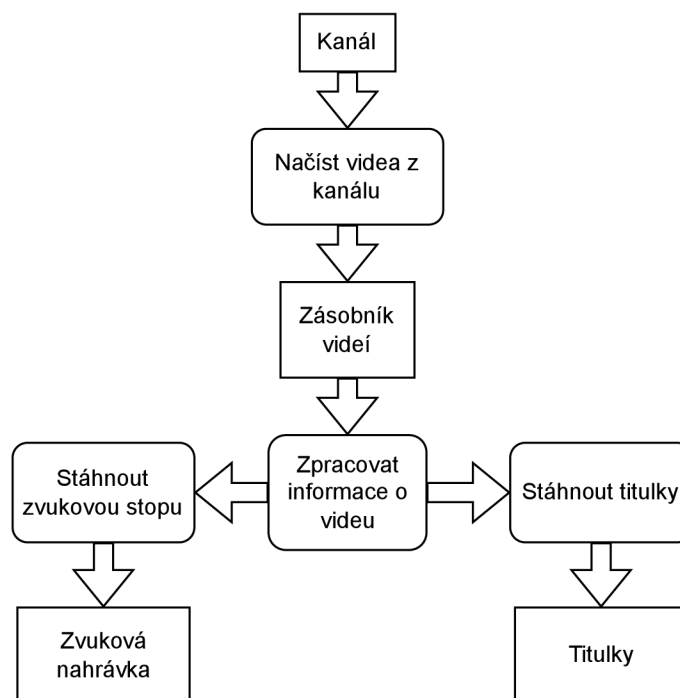 Kanál
Načíst videa z
kanálu
Zásobník
videí
Zpracovat
informace o
videu
Stáhnout
zvukovou stopu
Stáhnout titulky
Zvuková
nahrávka
Titulky